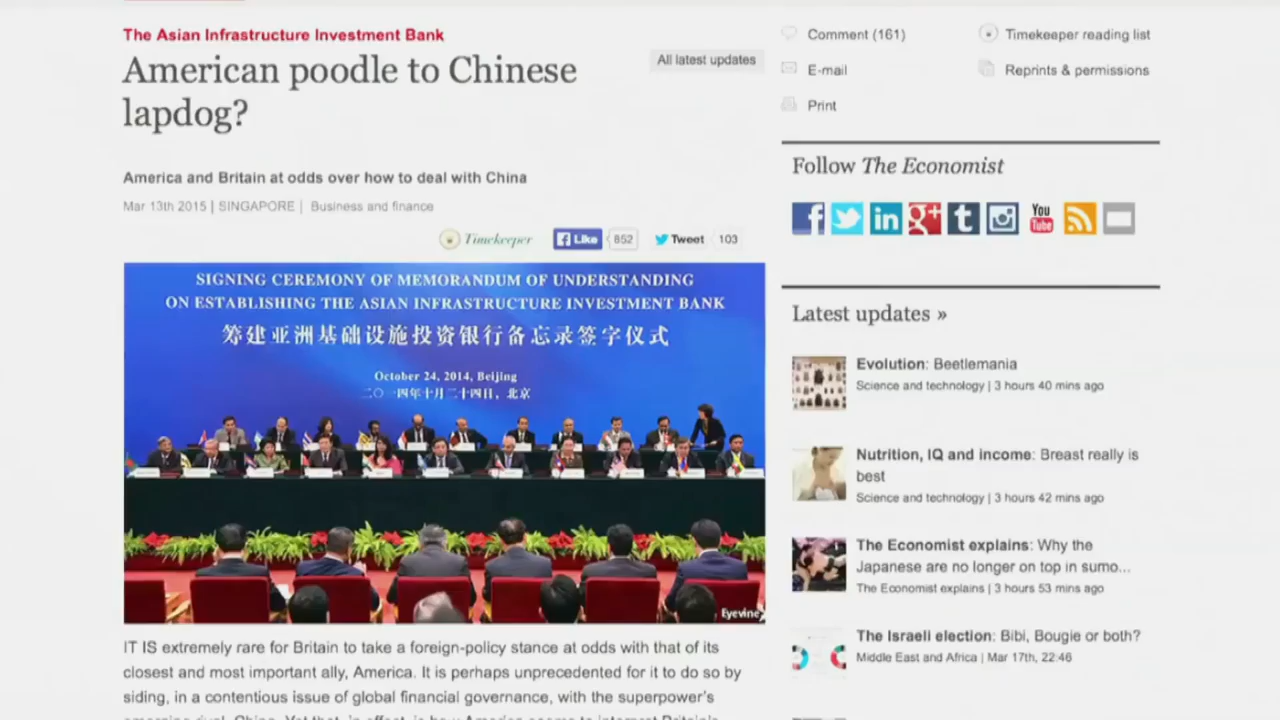 The Asian Infrastructure Investment Bank
American poodle to Chinese
lapdog?
All latest updates
America and Britain at odds over how to deal with China
Mar 13th 2015 | SINGAPORE | Business and finance
Timekeeper
Like
852
Tweet
103
SIGNING CEREMONY OF MEMORANDUM OF UNDERSTANDING
ON ESTABLISHING THE ASIAN INFRASTRUCTURE INVESTMENT BANK
筹建亚洲基础设施投资银行备忘录签字仪式
October 24, 2014, Beijing
二〇一四年十月二十四日，北京
Eyevine
IT IS extremely rare for Britain to take a foreign-policy stance at odds with that of its
closest and most important ally, America. It is perhaps unprecedented for it to do so by
siding, in a contentious issue of global financial governance, with the superpower's
Comment (161)
Timekeeper reading list
E-mail
Reprints & permissions
Print
Follow The Economist
You
Tube
Latest updates »
Evolution: Beetlemania
Science and technology | 3 hours 40 mins ago
Nutrition, IQ and income: Breast really is
best
Science and technology | 3 hours 42 mins ago
The Economist explains: Why the
Japanese are no longer on top in sumo...
The Economist explains | 3 hours 53 mins ago
The Israeli election: Bibi, Bougie or both?
Middle East and Africa | Mar 17th, 22:46